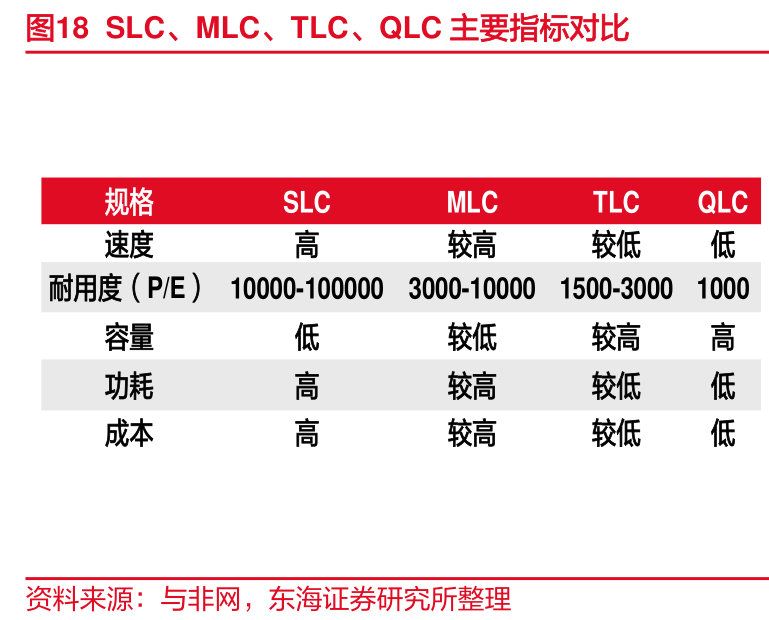 图18 SLC、MLC、TLC、QLC 主要指标对比
规格 SLC MLC TLC QLC
速度 高 较高 较低 低
耐用度（P/E） 10000-100000 3000-10000 1500-3000 1000
容量 低 较低 较高 高
功耗 高 较高 较低 低
成本 高 较高 较低 低
资料来源：与非网，东海证券研究所整理